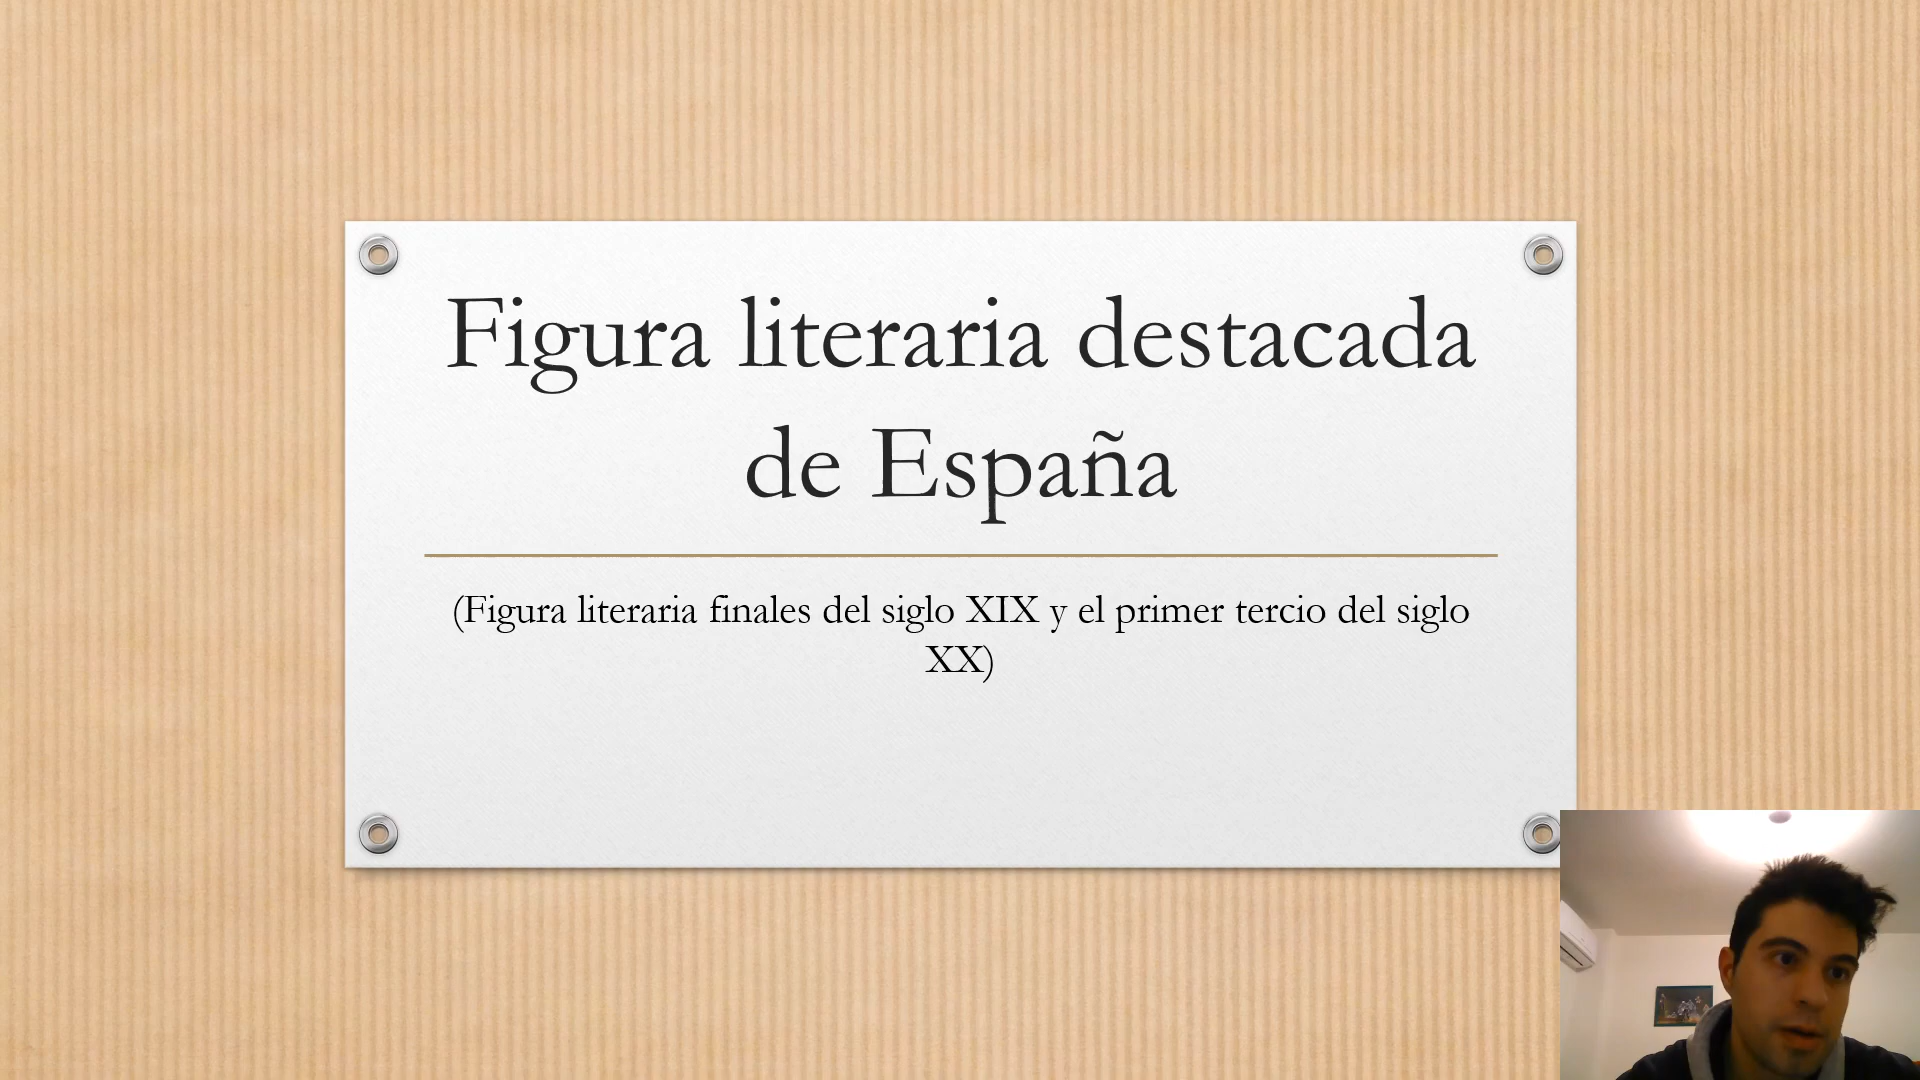 Figura literaria destacada
de España
(Figura literaria finales del siglo XIX y el primer tercio del siglo
XX)